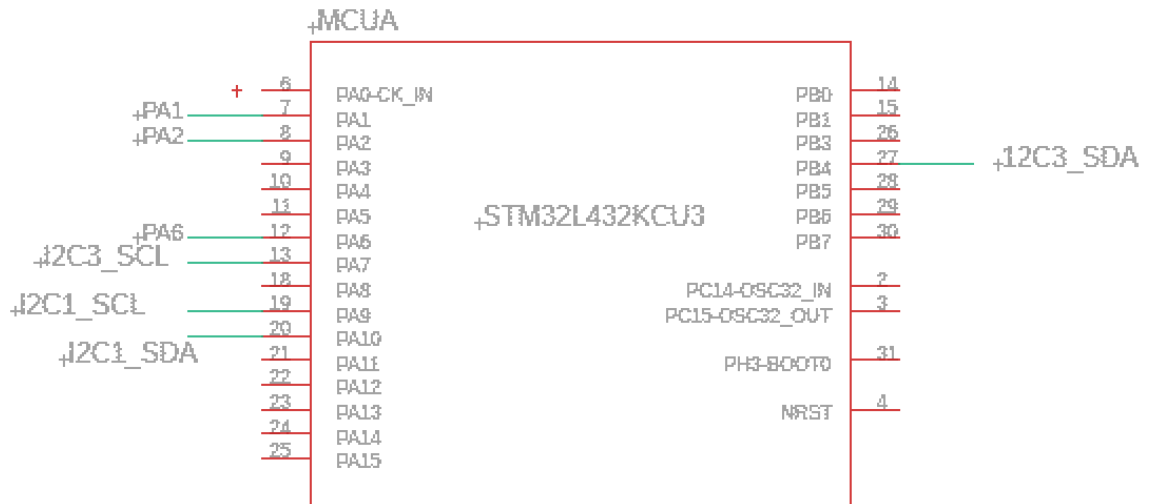 MCUA
6 PA0-CK_IN
PA1 7 PA1
PA2 8 PA2
9 PA3
10 PA4
11 PA5
PA6 12 PA6
I2C3_SCL 13 PA7
18 PA8
I2C1_SCL 19 PA9
I2C1_SDA 20 PA10
21 PA11
22 PA12
23 PA13
24 PA14
25 PA15
STM32L432KCU3
PB0 14
PB1 15
PB3 26
PB4 27 12C3_SDA
PB5 28
PB6 29
PB7 30
PC14-OSC32_IN 2
PC15-OSC32_OUT 3
PH3-BOOT0 31
NRST 4